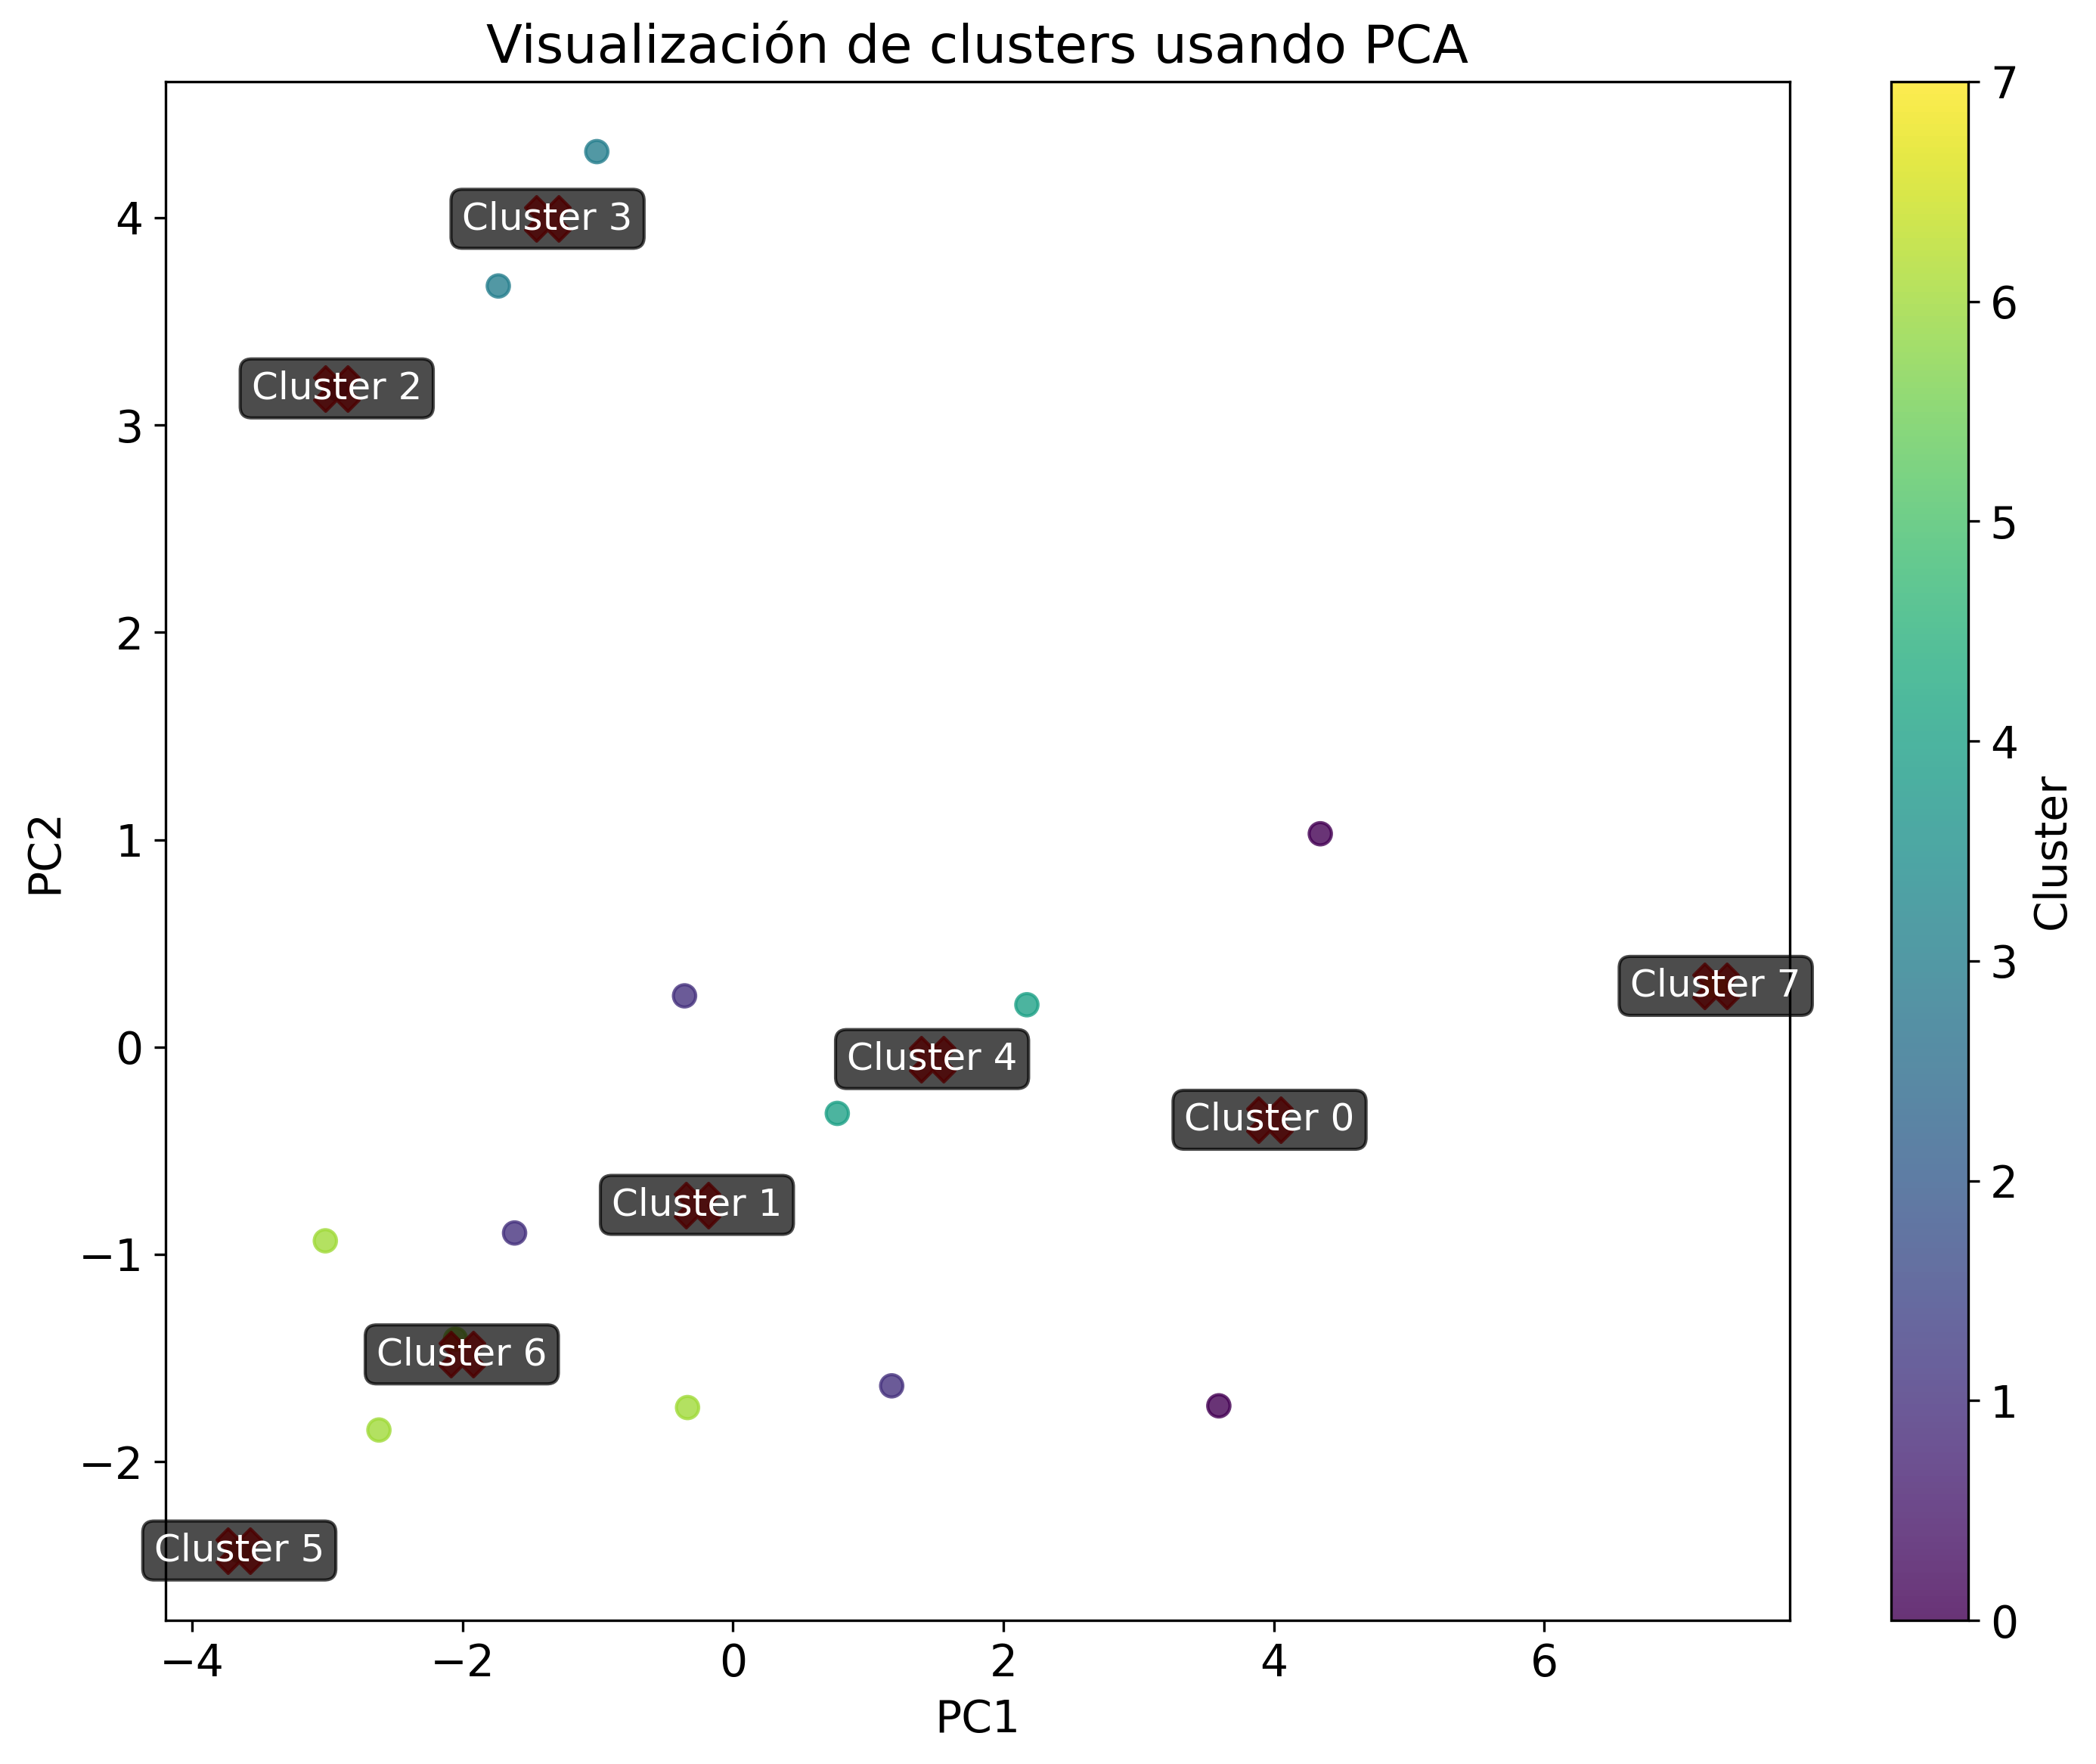 Visualización de clusters usando PCA
Cluster 3
Cluster 2
Cluster 7
Cluster 4
Cluster 0
Cluster 1
Cluster 6
Cluster 5
4
3
2
1
0
−1
−2
PC2
−4
−2
0
2
4
6
PC1
7
6
5
4
3
2
1
0
Cluster